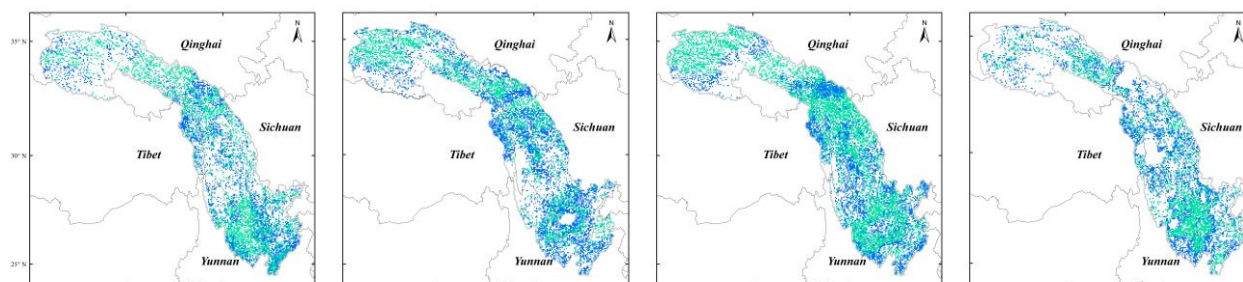 N
N
N
N
35° N
Qinghai
Qinghai
Qinghai
Qinghai
Sichuan
Sichuan
Sichuan
Sichuan
30° N
Tibet
Tibet
Tibet
Tibet
Yunnan
Yunnan
Yunnan
Yunnan
25° N